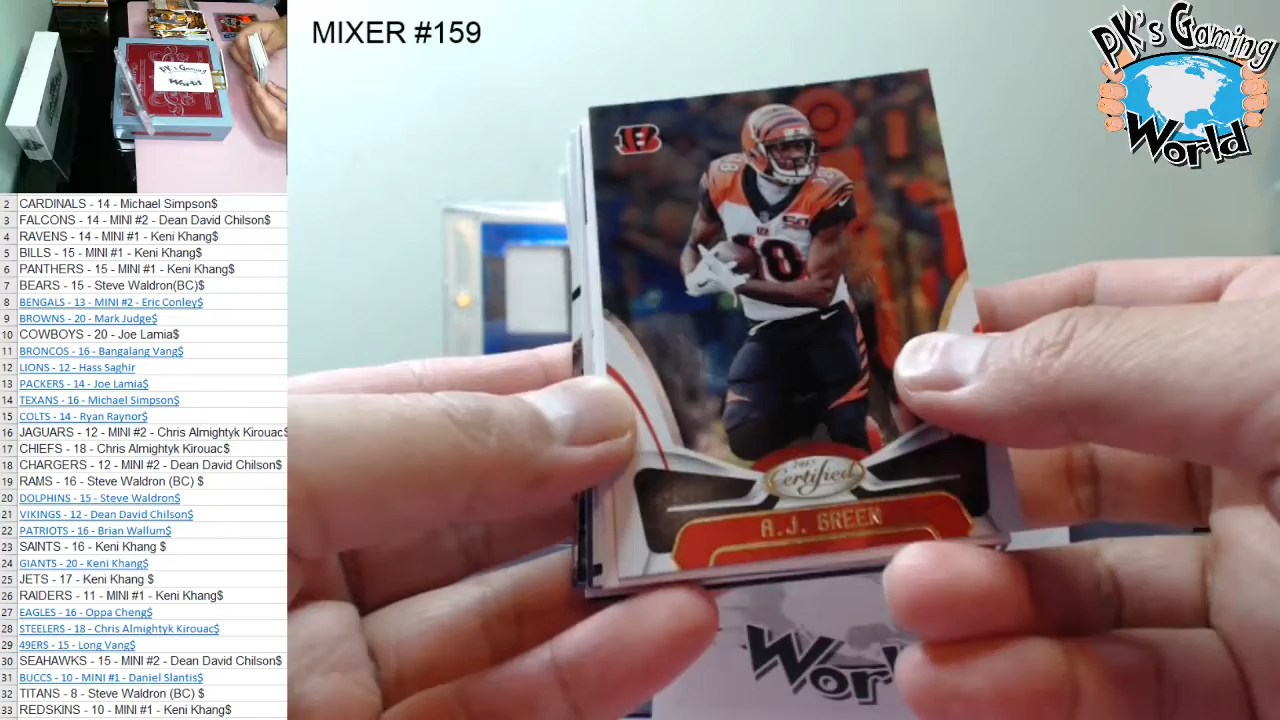 MIXER #159
PK's Gaming
World
PK's Gaming
World
2 CARDINALS - 14 - Michael Simpson$
3 FALCONS - 14 - MINI #2 - Dean David Chilson$
4 RAVENS - 14 - MINI #1 - Keni Khang$
5 BILLS - 15 - MINI #1 - Keni Khang$
6 PANTHERS - 15 - MINI #1 - Keni Khang$
7 BEARS - 15 - Steve Waldron(BC)$
8 BENGALS - 13 - MINI #2 - Eric Conley$
9 BROWNS - 20 - Mark Judge$
10 COWBOYS - 20 - Joe Lamia$
11 BRONCOS - 16 - Bangalang Vang$
12 LIONS - 12 - Hass Saghir
13 PACKERS - 14 - Joe Lamia$
14 TEXANS - 16 - Michael Simpson$
15 COLTS - 14 - Ryan Raynor$
16 JAGUARS - 12 - MINI #2 - Chris Almightyk Kirouac$
17 CHIEFS - 18 - Chris Almightyk Kirouac$
18 CHARGERS - 12 - MINI #2 - Dean David Chilson$
19 RAMS - 16 - Steve Waldron (BC) $
20 DOLPHINS - 15 - Steve Waldron$
21 VIKINGS - 12 - Dean David Chilson$
22 PATRIOTS - 16 - Brian Wallum$
23 SAINTS - 16 - Keni Khang $
24 GIANTS - 20 - Keni Khang$
25 JETS - 17 - Keni Khang $
26 RAIDERS - 11 - MINI #1 - Keni Khang$
27 EAGLES - 16 - Oppa Cheng$
28 STEELERS - 18 - Chris Almightyk Kirouac$
29 49ERS - 15 - Long Vang$
30 SEAHAWKS - 15 - MINI #2 - Dean David Chilson$
31 BUCCS - 10 - MINI #1 - Daniel Slantis$
32 TITANS - 8 - Steve Waldron (BC) $
33 REDSKINS - 10 - MINI #1 - Keni Khang$
B
18
18
50
18
2017
Certified
A.J. GREEN
World